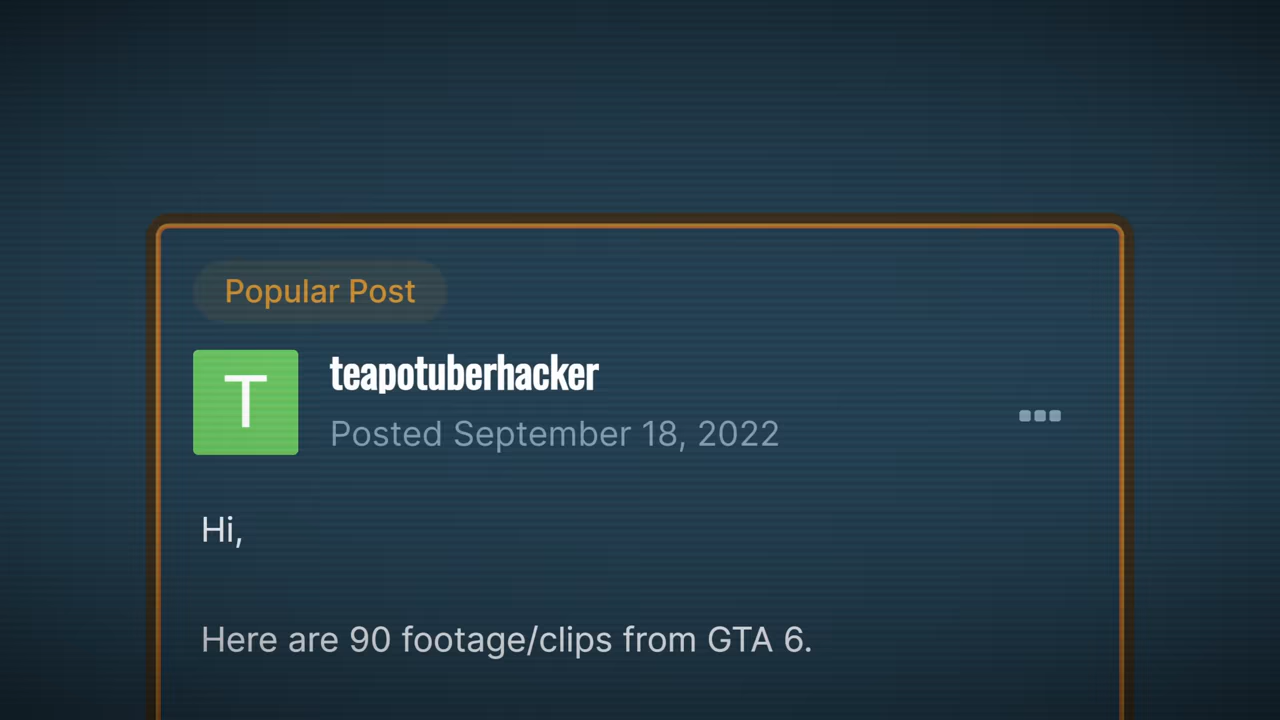 Popular Post
T
teapotuberhacker
Posted September 18, 2022
Hi,
Here are 90 footage/clips from GTA 6.